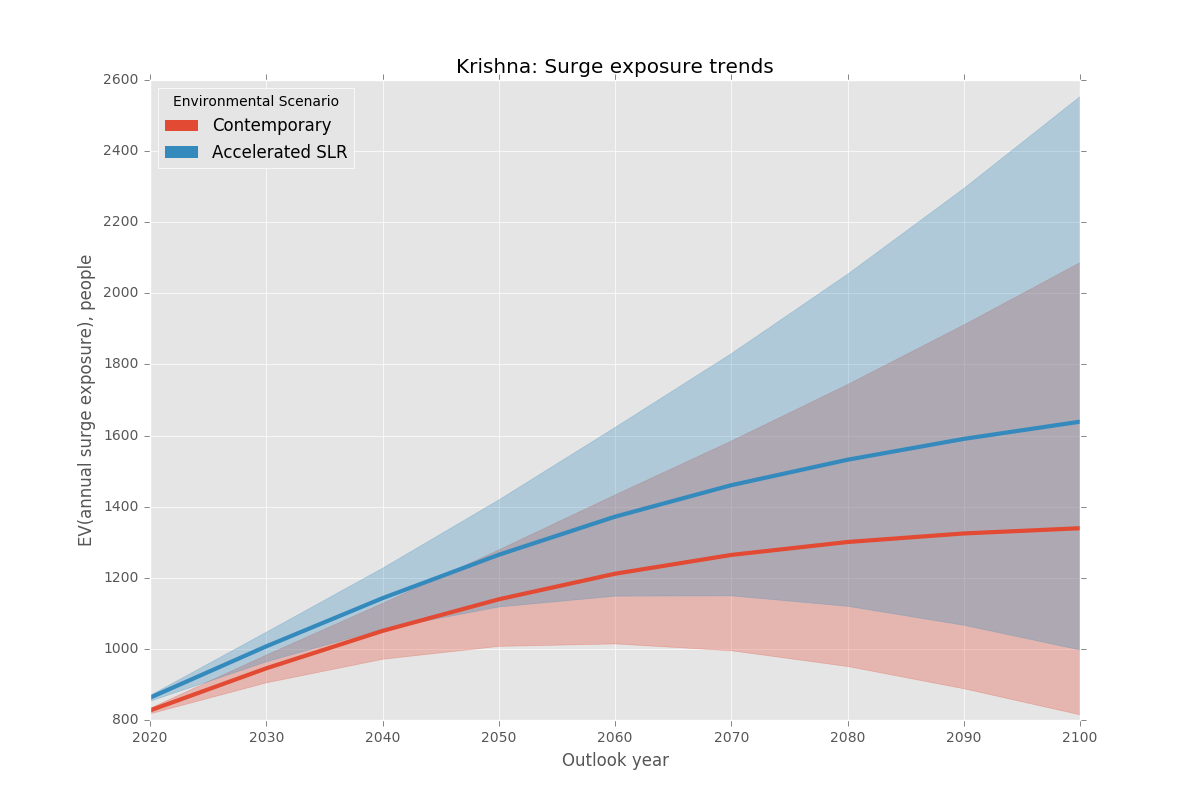 Krishna: Surge exposure trends
Environmental Scenario
Contemporary
Accelerated SLR
EV(annual surge exposure), people
2600
2400
2200
2000
1800
1600
1400
1200
1000
800
2020 2030 2040 2050 2060 2070 2080 2090 2100
Outlook year